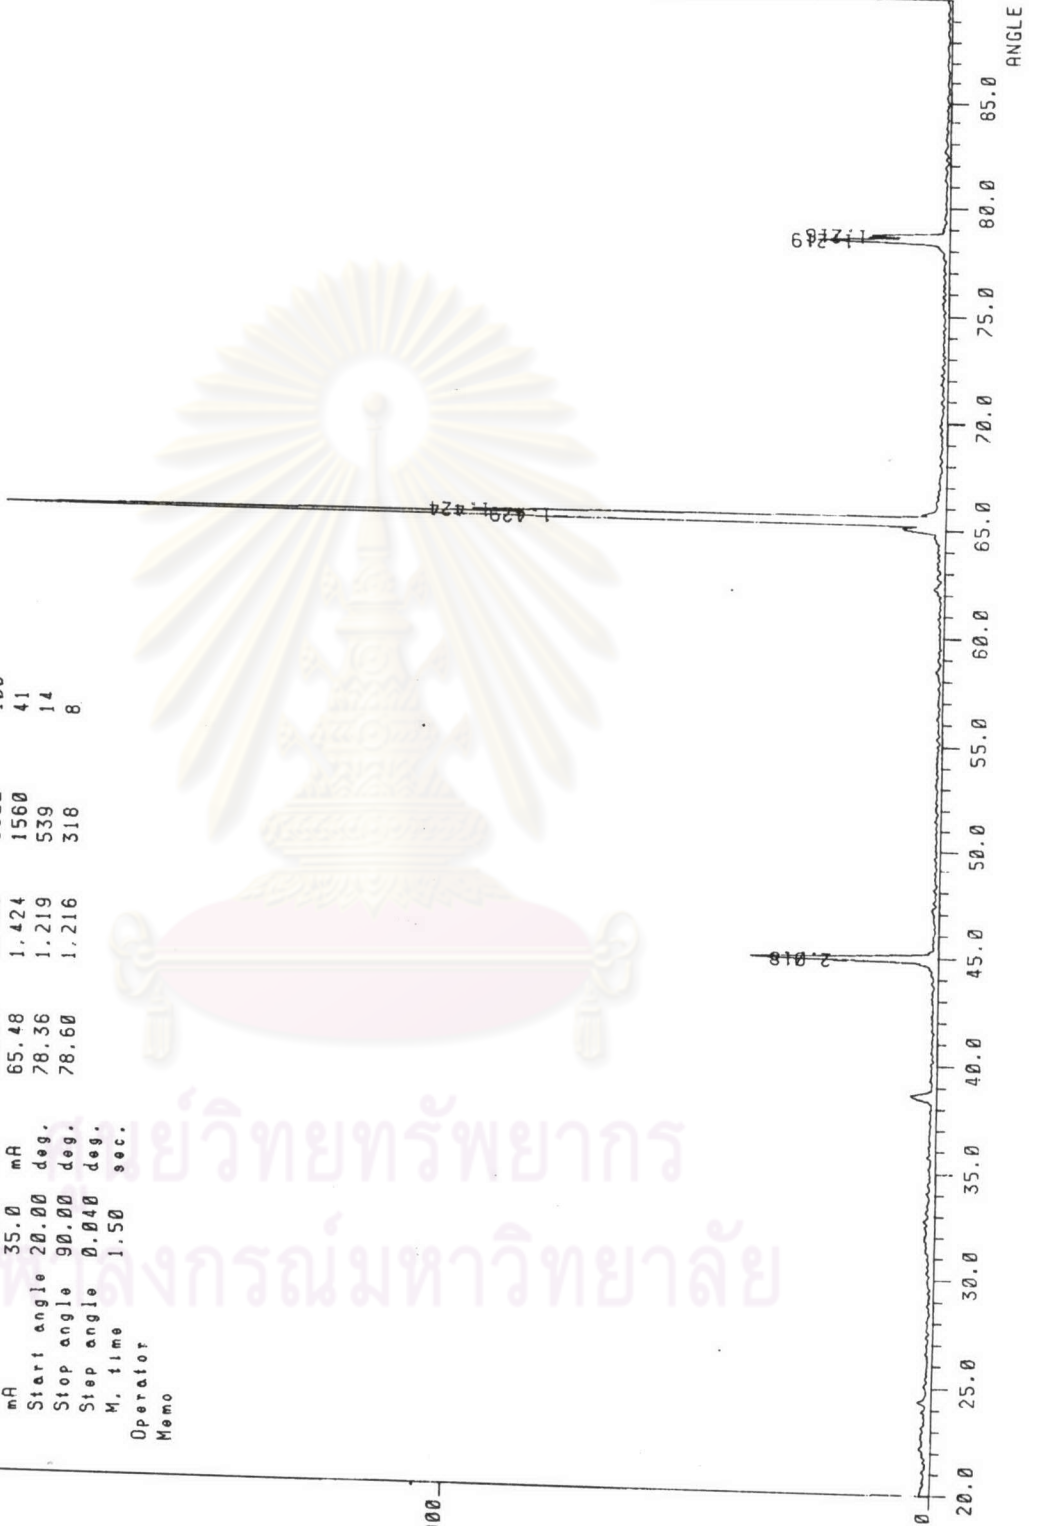 mA 35.0 mA 65.48 1.424 1560 41
Start angle 20.00 deg. 78.36 1.219 539 14
Stop angle 90.00 deg. 78.60 1.216 318 8
Step angle 0.040 deg.
M. time 1.50 sec.
Operator
Memo
1.424
1.429
1.219
1.216
2.018
0
20.0 25.0 30.0 35.0 40.0 45.0 50.0 55.0 60.0 65.0 70.0 75.0 80.0 85.0
ANGLE
ศูนย์วิทยทรัพยากร
พาลงกรณ์มหาวิทยาลัย